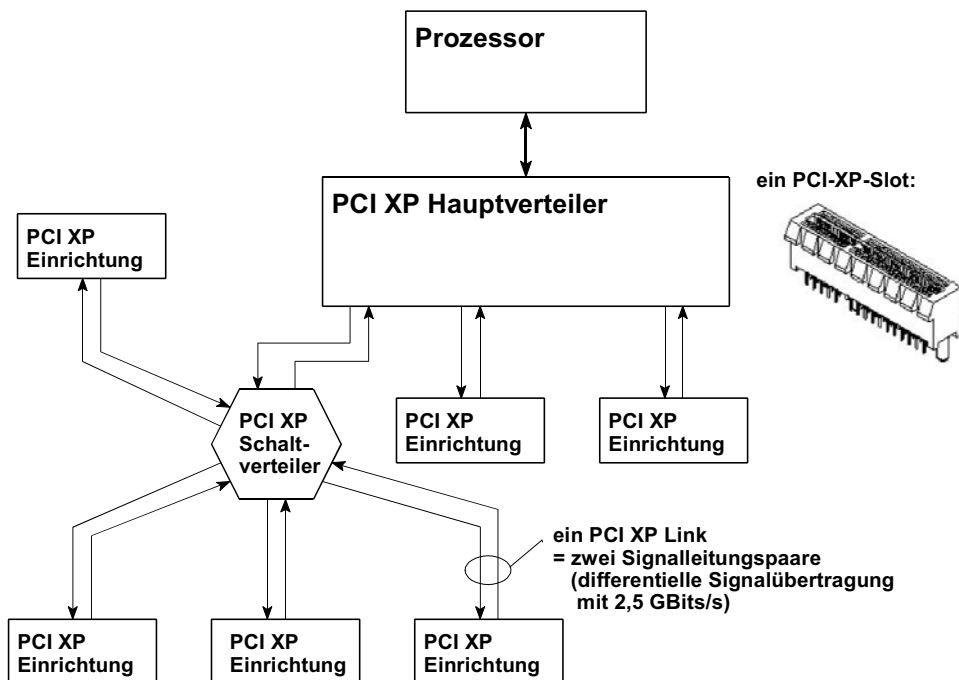 Prozessor
PCI XP Hauptverteiler
ein PCI-XP-Slot:
PCI XP
Einrichtung
PCI XP
Schalt-
verteiler
PCI XP
Einrichtung
PCI XP
Einrichtung
ein PCI XP Link
= zwei Signalleitungspaare
(differentielle Signalübertragung
mit 2,5 GBits/s)
PCI XP
Einrichtung
PCI XP
Einrichtung
PCI XP
Einrichtung